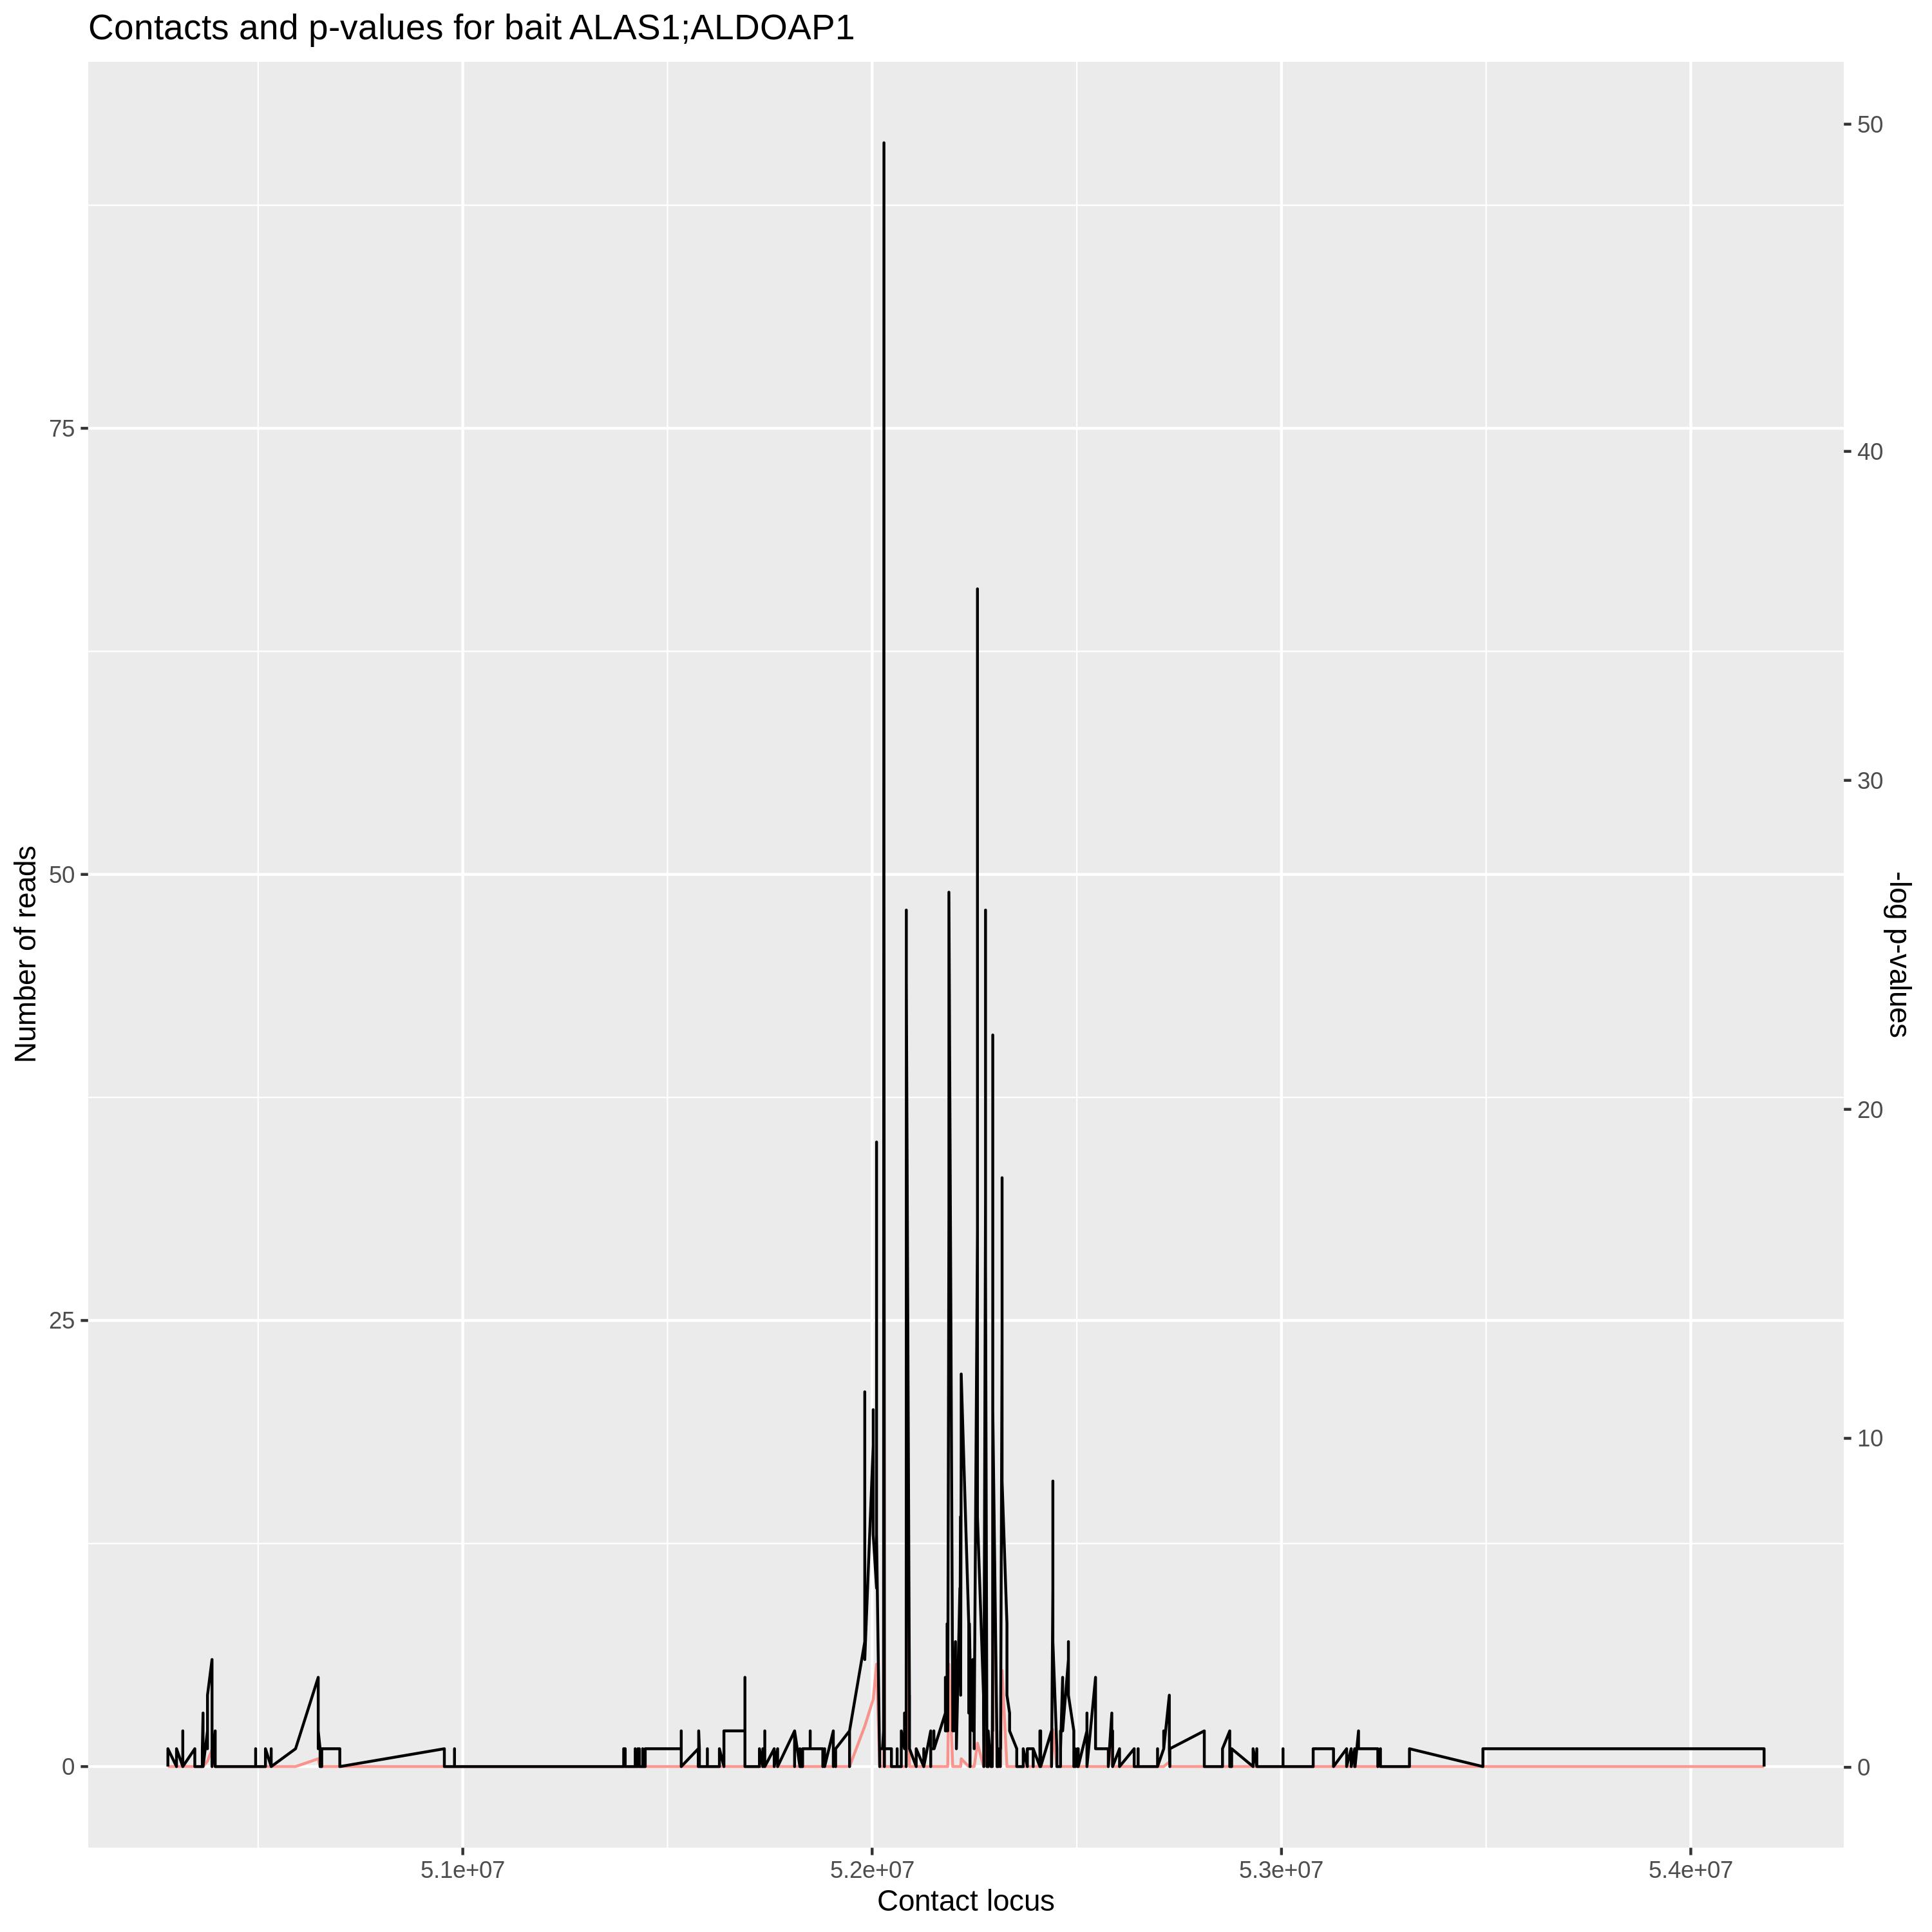 Contacts and p-values for bait ALAS1;ALDOAP1
Number of reads
75
50
25
0
50
40
30
20
10
0
-log p-values
5.1e+07
5.2e+07
5.3e+07
5.4e+07
Contact locus